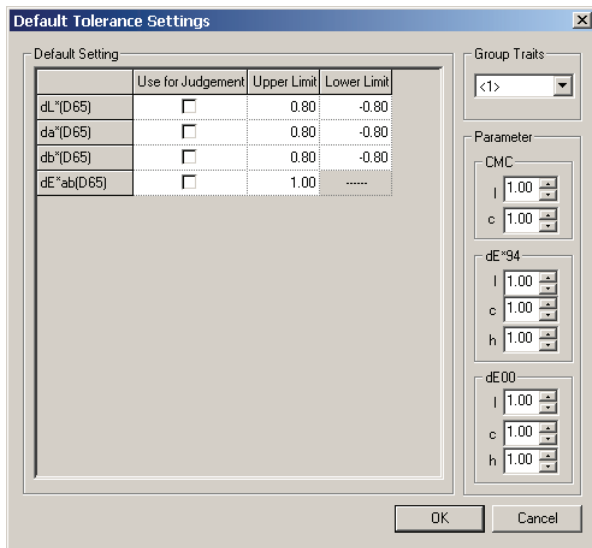 Default Tolerance Settings
Default Setting
Use for Judgement Upper Limit Lower Limit
dL*(D65) 0.80 -0.80
da*(D65) 0.80 -0.80
db*(D65) 0.80 -0.80
dE*ab(D65) 1.00 ------
Group Traits
<1>
Parameter
CMC
l 1.00
c 1.00
dE*94
l 1.00
c 1.00
h 1.00
dE00
l 1.00
c 1.00
h 1.00
OK Cancel